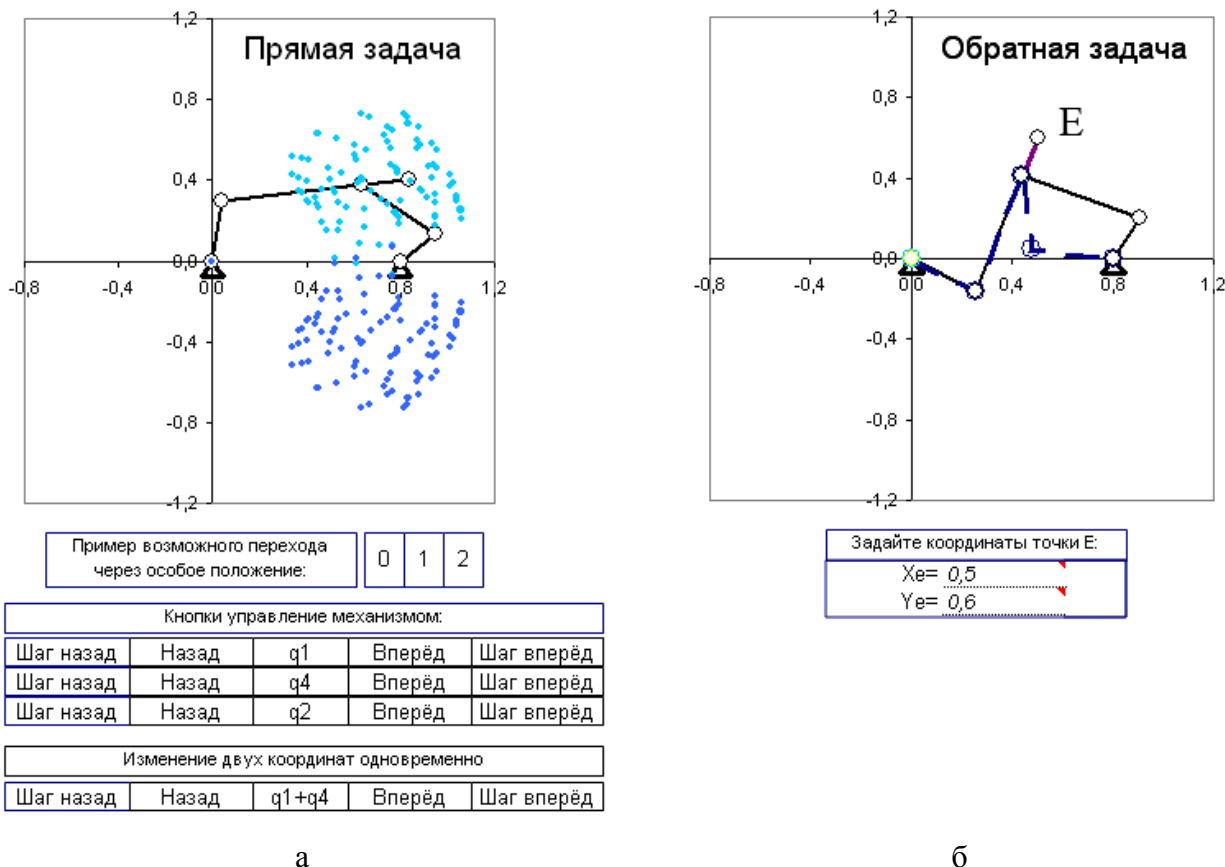 Прямая задача
1,2
0,8
0,4
0,0
-0,4
-0,8
-1,2
-0,8
-0,4
0,0
0,4
0,8
1,2
Пример возможного перехода
через особое положение:
0 1 2
Кнопки управление механизмом:
Шаг назад Назад q1 Вперёд Шаг вперёд
Шаг назад Назад q4 Вперёд Шаг вперёд
Шаг назад Назад q2 Вперёд Шаг вперёд
Изменение двух координат одновременно
Шаг назад Назад q1+q4 Вперёд Шаг вперёд
а
Обратная задача
E
1,2
0,8
0,4
0,0
-0,4
-0,8
-1,2
-0,8
-0,4
0,0
0,4
0,8
1,2
Задайте координаты точки Е:
Xe= 0,5
Ye= 0,6
б